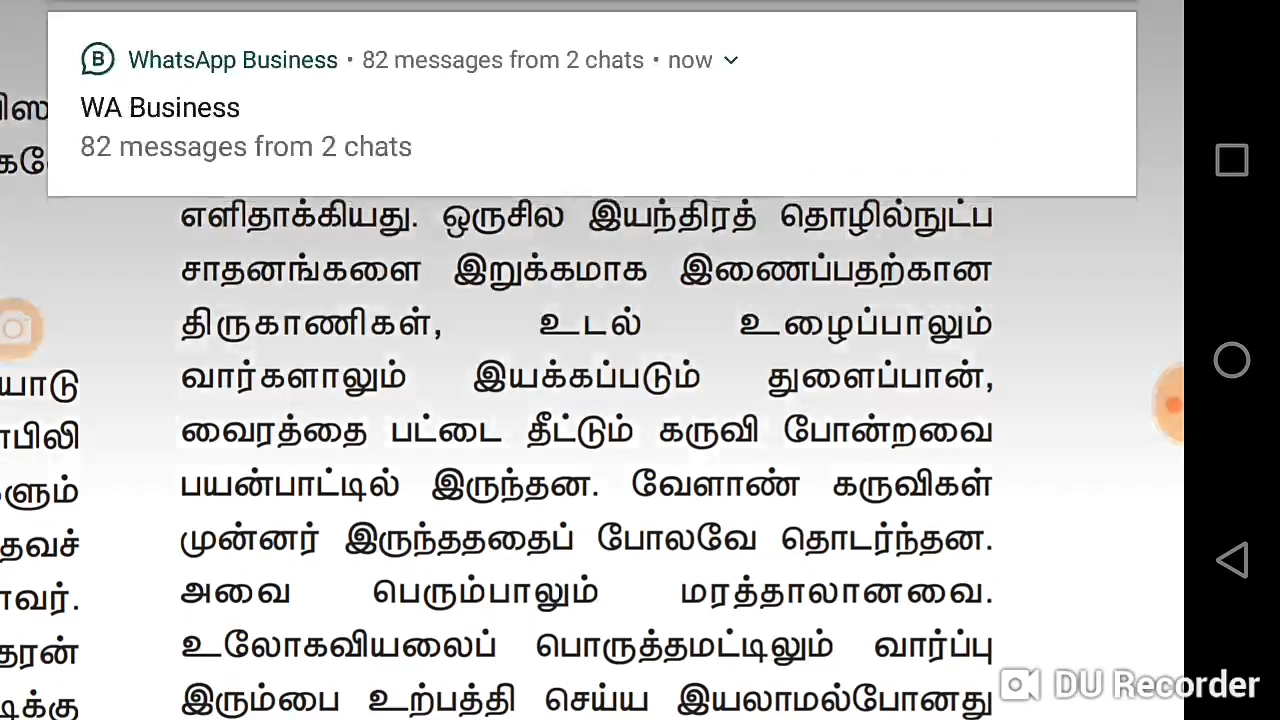 WhatsApp Business • 82 messages from 2 chats • now
WA Business
82 messages from 2 chats
எளிதாக்கியது. ஒருசில இயந்திரத் தொழில்நுட்ப
சாதனங்களை இறுக்கமாக இணைப்பதற்கான
திருகாணிகள், உடல் உழைப்பாலும்
வார்களாலும் இயக்கப்படும் துளைப்பான்,
வைரத்தை பட்டை தீட்டும் கருவி போன்றவை
பயன்பாட்டில் இருந்தன. வேளாண் கருவிகள்
முன்னர் இருந்தததைப் போலவே தொடர்ந்தன.
அவை பெரும்பாலும் மரத்தாலானவை.
உலோகவியலைப் பொருத்தமட்டிலும் வார்ப்பு
இரும்பை உற்பத்தி செய்ய இயலாமல்போனது
DU Recorder